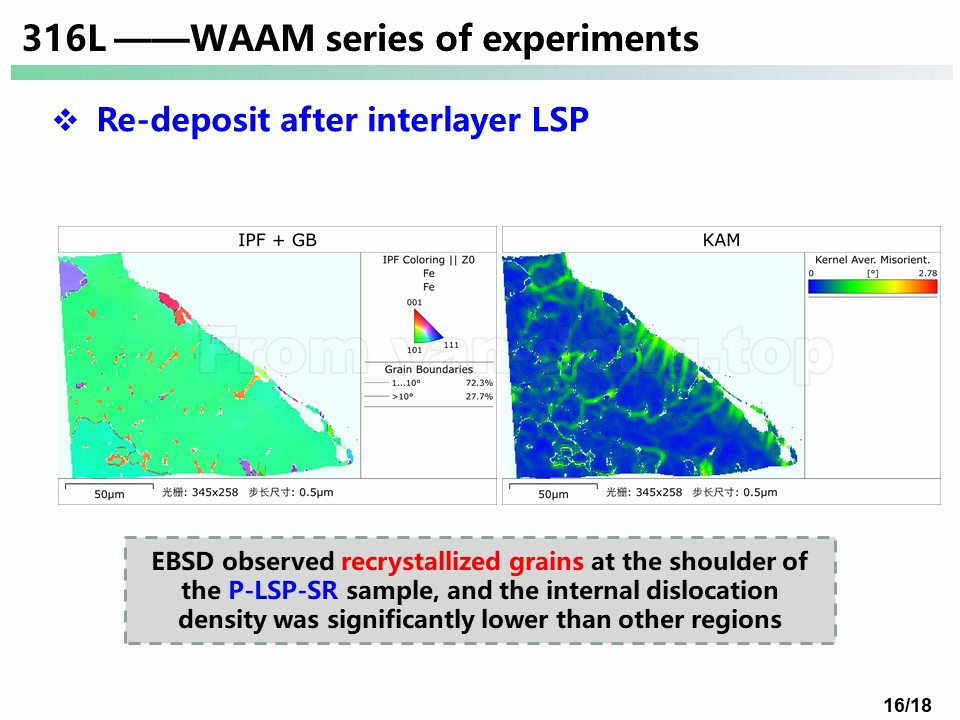 316L ——WAAM series of experiments
❖ Re-deposit after interlayer LSP
IPF + GB
IPF Coloring || Z0
Fe
Fe
001
101
111
Grain Boundaries
1...10° 72.3%
>10° 27.7%
50μm
光栅: 345x258 步长尺寸: 0.5μm
KAM
Kernel Aver. Misorient.
0 [°] 2.78
50μm
光栅: 345x258 步长尺寸: 0.5μm
EBSD observed recrystallized grains at the shoulder of
the P-LSP-SR sample, and the internal dislocation
density was significantly lower than other regions
16/18